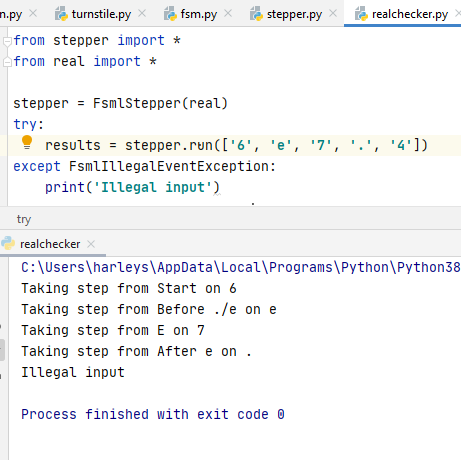 n.py turnstile.py fsm.py stepper.py realchecker.py
from stepper import *
from real import *
stepper = FsmlStepper(real)
try:
results = stepper.run(['6', 'e', '7', '.', '4'])
except FsmlIllegalEventException:
print('Illegal input')
try
realchecker
C:\Users\harleys\AppData\Local\Programs\Python\Python38
Taking step from Start on 6
Taking step from Before ./e on e
Taking step from E on 7
Taking step from After e on .
Illegal input
Process finished with exit code 0